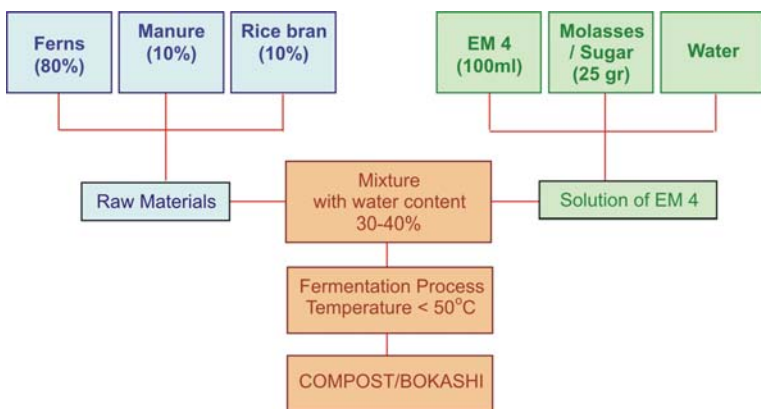 Ferns
(80%)
Manure
(10%)
Rice bran
(10%)
EM 4
(100ml)
Molasses
/ Sugar
(25 gr)
Water
Raw Materials
Mixture
with water content
30-40%
Solution of EM 4
Fermentation Process
Temperature < 50°C
COMPOST/BOKASHI